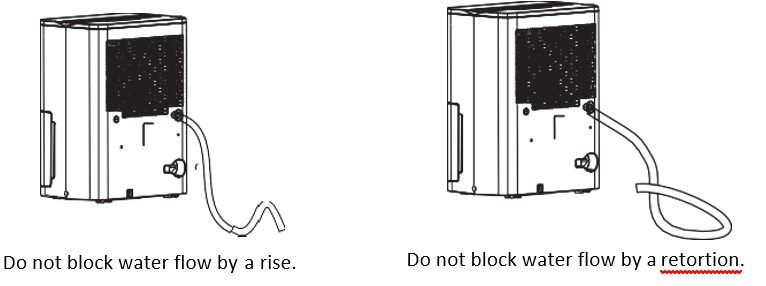 Do not block water flow by a rise.
Do not block water flow by a retortion.